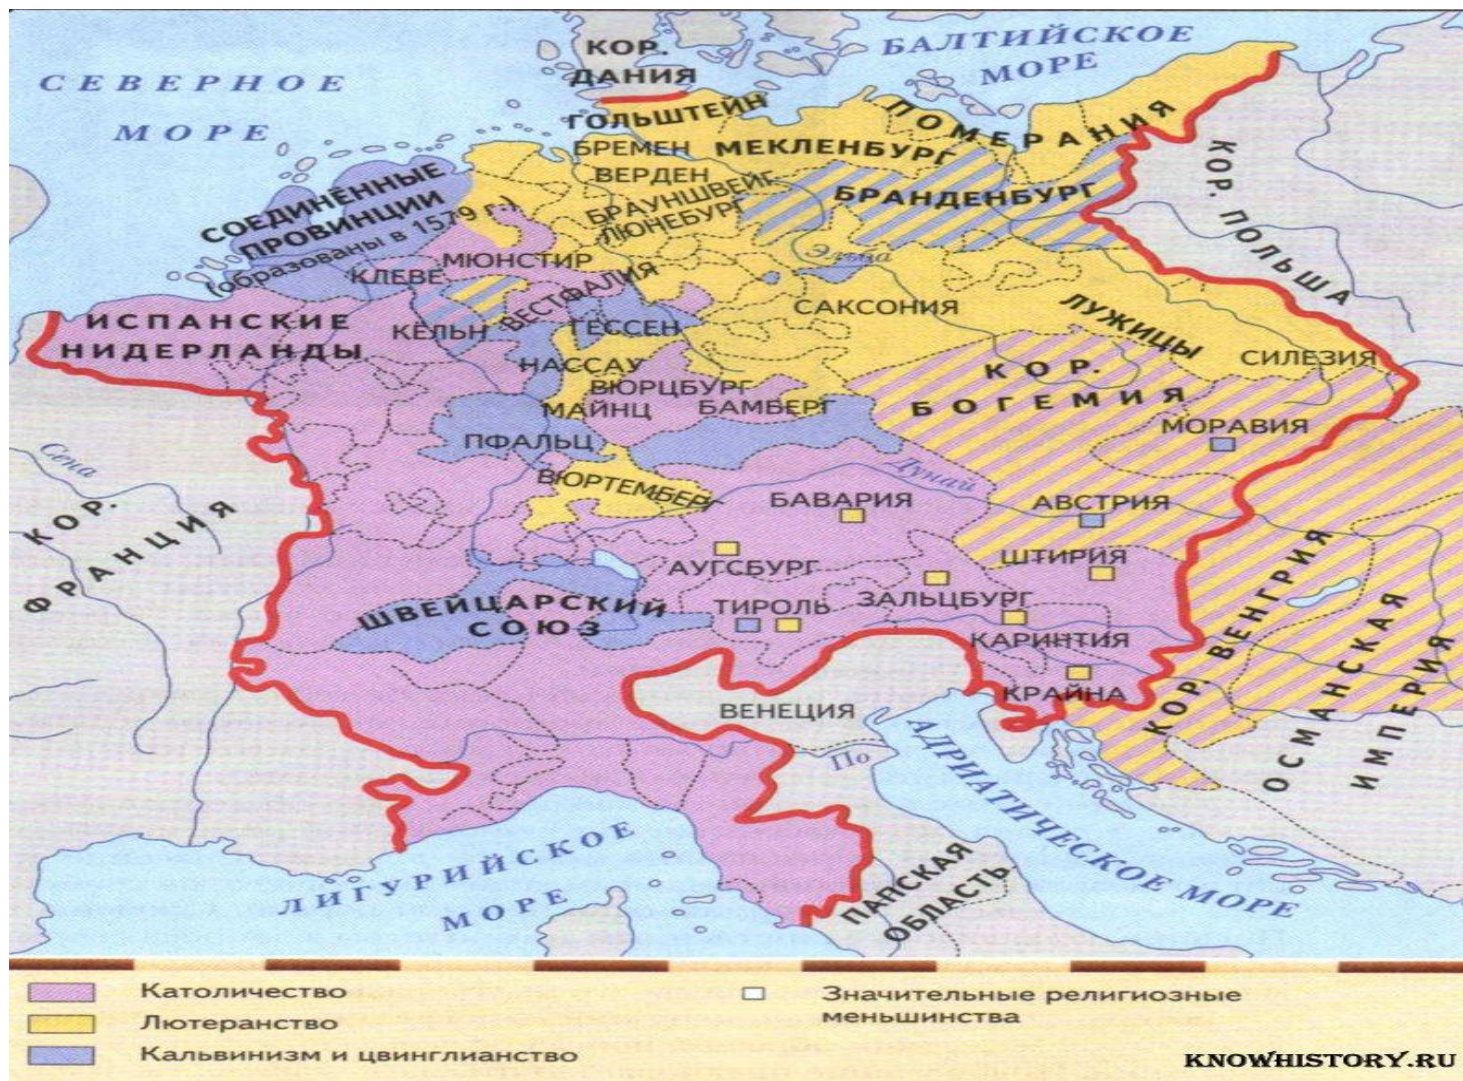 СЕВЕРНОЕ
МОРЕ
КОР.
ДАНИЯ
БАЛТИЙСКОЕ
МОРЕ
ГОЛЬШТЕЙН
ПОМЕРАНИЯ
БРЕМЕН
МЕКЛЕНБУРГ
ВЕРДЕН
БРАНДЕНБУРГ
БРАУНШВЕЙГ
ЛЮНЕБУРГ
КОР. ПОЛЬША
СОЕДИНЁННЫЕ
ПРОВИНЦИИ
(образованы в 1579 г.)
Эльба
МЮНСТИР
КЛЕВЕ
ВЕСТФАЛИЯ
САКСОНИЯ
ЛУЖИЦЫ
ИСПАНСКИЕ
НИДЕРЛАНДЫ
КЁЛЬН
ГЕССЕН
СИЛЕЗИЯ
НАССАУ
КОР.
БОГЕМИЯ
ВЮРЦБУРГ
МАЙНЦ
БАМБЕРГ
МОРАВИЯ
ПФАЛЬЦ
Сена
ВЮРТЕМБЕРГ
Дунай
БАВАРИЯ
АВСТРИЯ
КОР.
ФРАНЦИЯ
АУГСБУРГ
ШТИРИЯ
ШВЕЙЦАРСКИЙ
СОЮЗ
ТИРОЛЬ
ЗАЛЬЦБУРГ
КАРИНТИЯ
КРАЙНА
КОР. ВЕНГРИЯ
ОСМАНСКАЯ
ИМПЕРИЯ
ВЕНЕЦИЯ
По
АДРИАТИЧЕСКОЕ МОРЕ
ЛИГУРИЙСКОЕ
МОРЕ
ПАПСКАЯ
ОБЛАСТЬ
Католичество
Лютеранство
Кальвинизм и цвинглианство
Значительные религиозные
меньшинства
KNOWHISTORY.RU